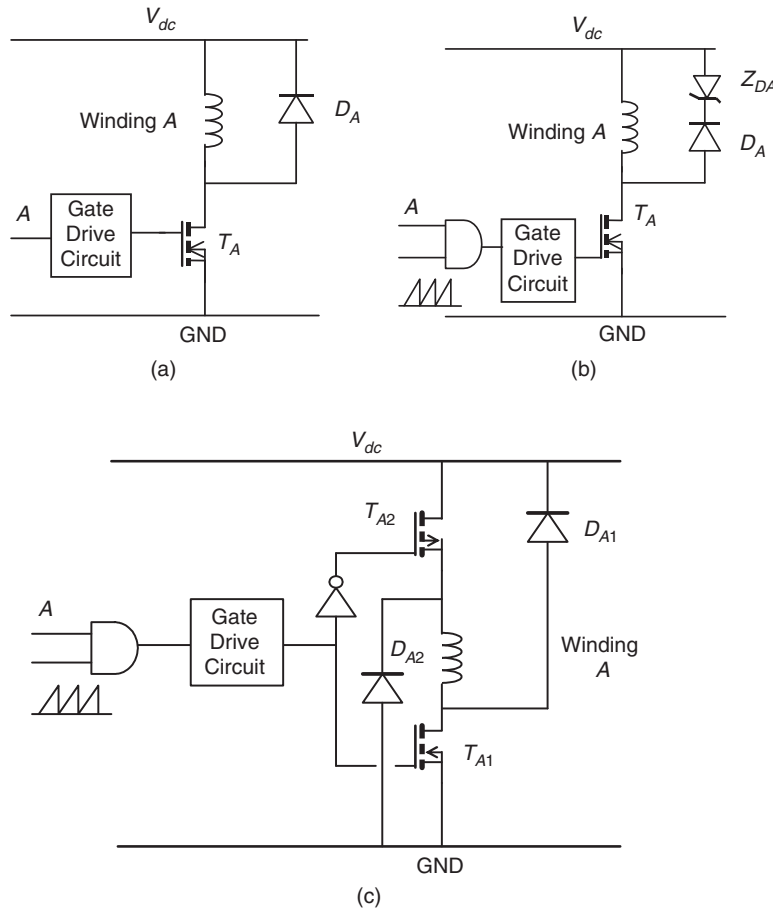 V_dc
Winding A
D_A
A
Gate
Drive
Circuit
T_A
GND
(a)
V_dc
Z_DA
Winding A
D_A
A
Gate
Drive
Circuit
T_A
GND
(b)
V_dc
T_A2
D_A1
A
Gate
Drive
Circuit
D_A2
Winding
A
T_A1
GND
(c)